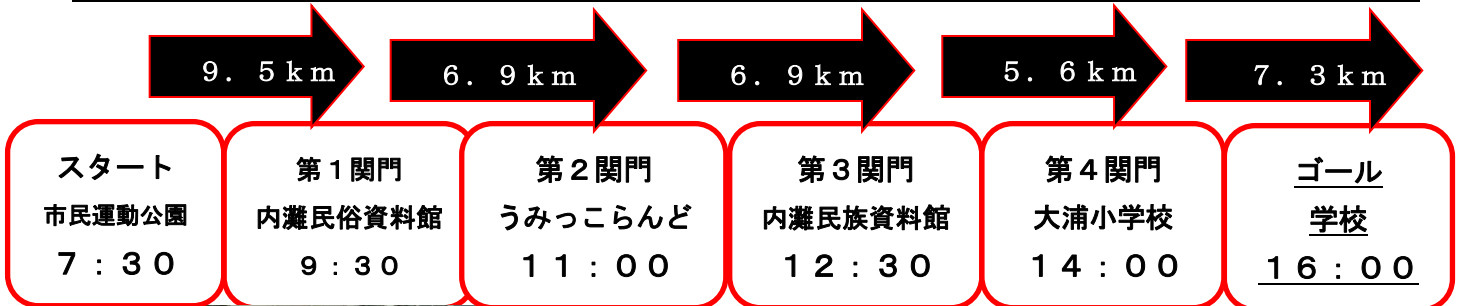 ９．５ｋｍ
６．９ｋｍ
６．９ｋｍ
５．６ｋｍ
７．３ｋｍ
スタート
市民運動公園
７：３０
第１関門
内灘民俗資料館
９：３０
第２関門
うみっこらんど
１１：００
第３関門
内灘民族資料館
１２：３０
第４関門
大浦小学校
１４：００
ゴール
学校
１６：００